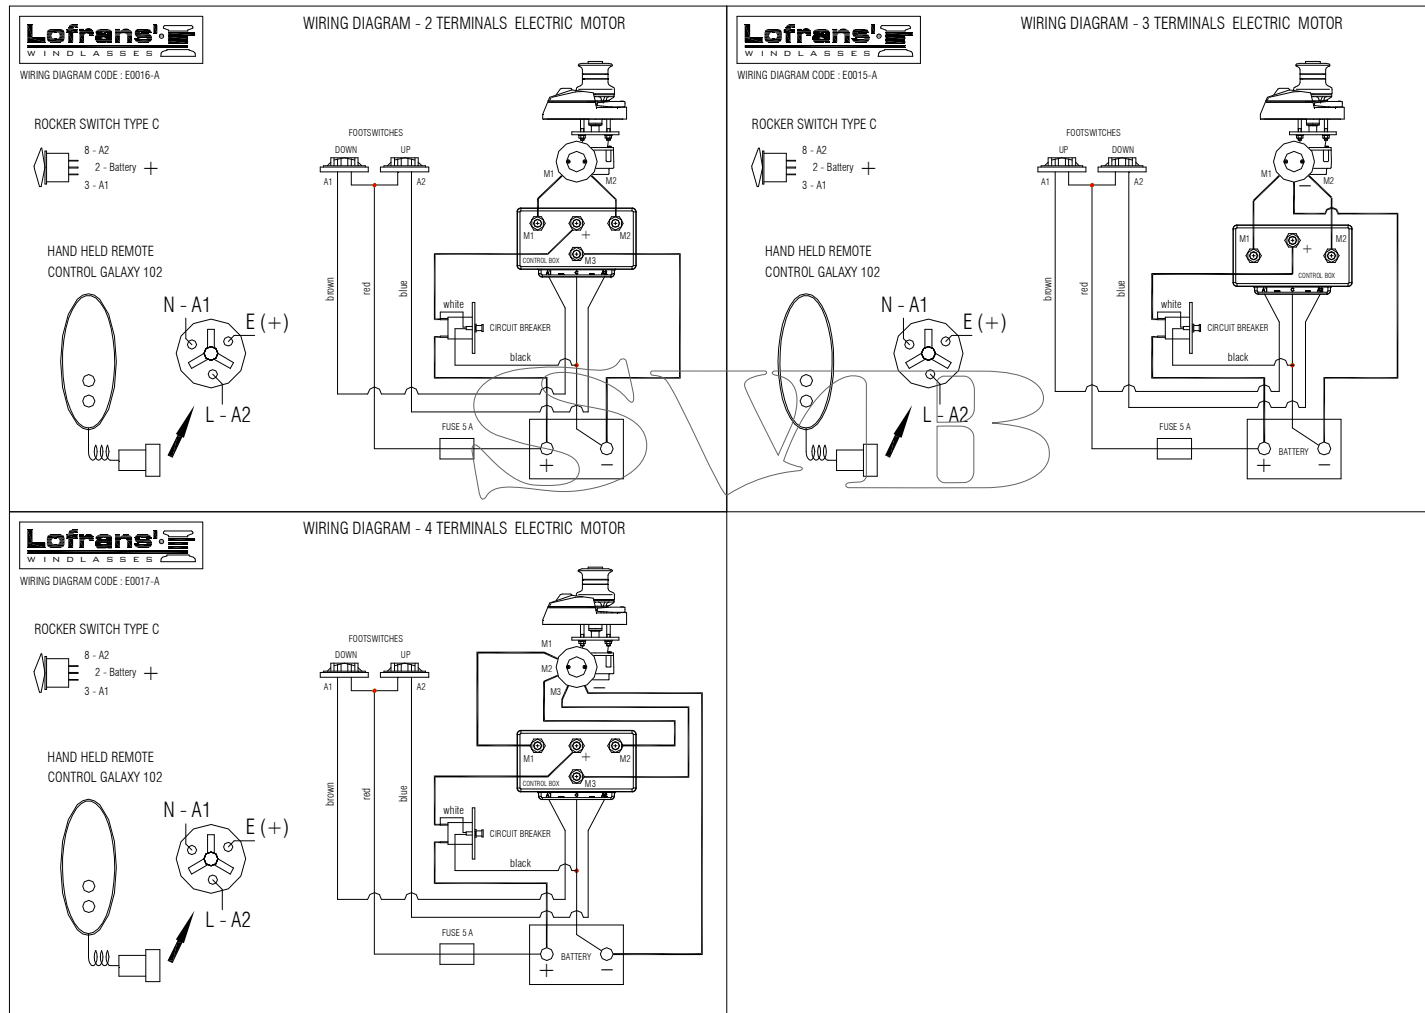 Lofrans'
WINDLASSES
WIRING DIAGRAM - 2 TERMINALS ELECTRIC MOTOR
WIRING DIAGRAM CODE : E0016-A
ROCKER SWITCH TYPE C
8 - A2
2 - Battery +
3 - A1
FOOTSWITCHES
DOWN UP
A1 A2
M1 M2
M1 + M2
M3
CONTROL BOX
HAND HELD REMOTE
CONTROL GALAXY 102
N - A1
E (+)
L - A2
brown
red
blue
white
CIRCUIT BREAKER
black
FUSE 5 A
+ −
Lofrans'
WINDLASSES
WIRING DIAGRAM - 3 TERMINALS ELECTRIC MOTOR
WIRING DIAGRAM CODE : E0015-A
ROCKER SWITCH TYPE C
8 - A2
2 - Battery +
3 - A1
FOOTSWITCHES
UP DOWN
A1 A2
M1 − M2
M1 + M2
CONTROL BOX
HAND HELD REMOTE
CONTROL GALAXY 102
N - A1
E (+)
L - A2
brown
red
blue
white
CIRCUIT BREAKER
black
FUSE 5 A
BATTERY
+ −
SVB
Lofrans'
WINDLASSES
WIRING DIAGRAM - 4 TERMINALS ELECTRIC MOTOR
WIRING DIAGRAM CODE : E0017-A
ROCKER SWITCH TYPE C
8 - A2
2 - Battery +
3 - A1
FOOTSWITCHES
DOWN UP
A1 A2
M1
M2
M3 −
M1 + M2
M3
CONTROL BOX
HAND HELD REMOTE
CONTROL GALAXY 102
N - A1
E (+)
L - A2
brown
red
blue
white
CIRCUIT BREAKER
black
FUSE 5 A
BATTERY
+ −